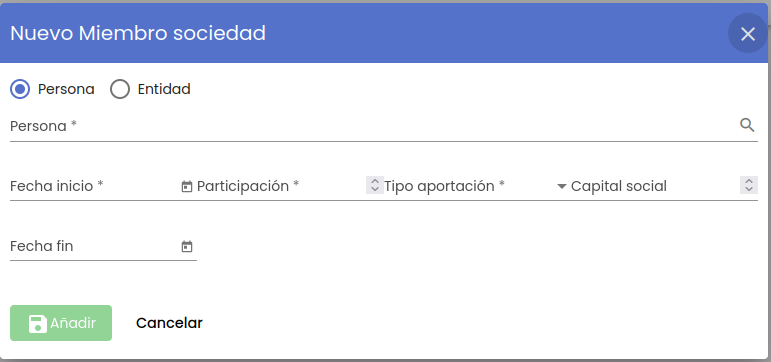 Nuevo Miembro sociedad
Persona Entidad
Persona *
Fecha inicio * Participación * Tipo aportación * Capital social
Fecha fin
Añadir Cancelar